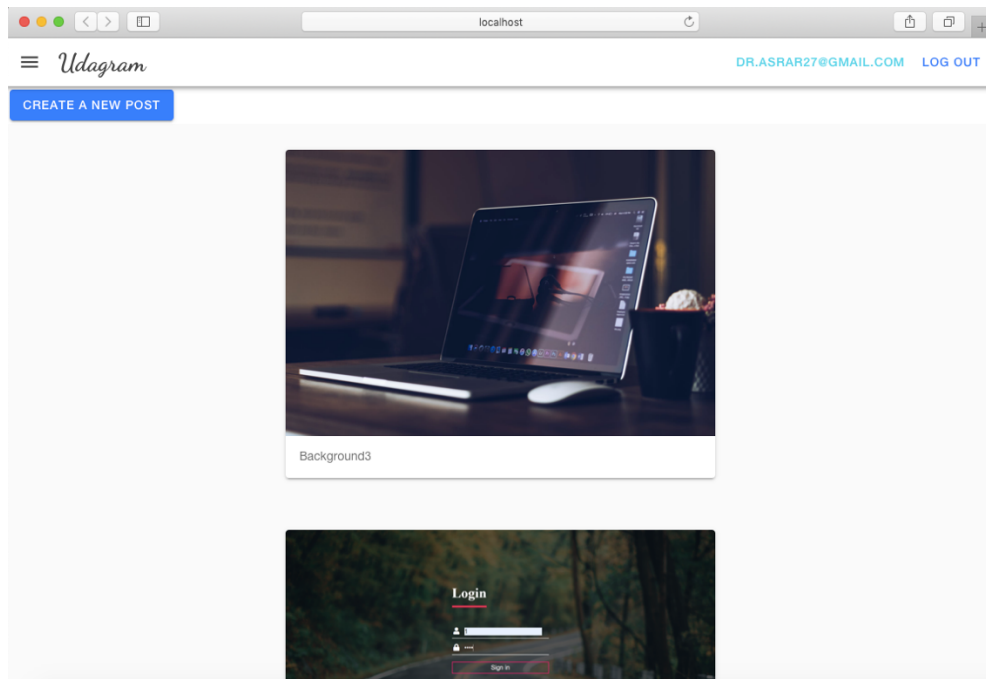 localhost
Udagram
DR.ASRAR27@GMAIL.COM LOG OUT
CREATE A NEW POST
Background3
Login
Sign in